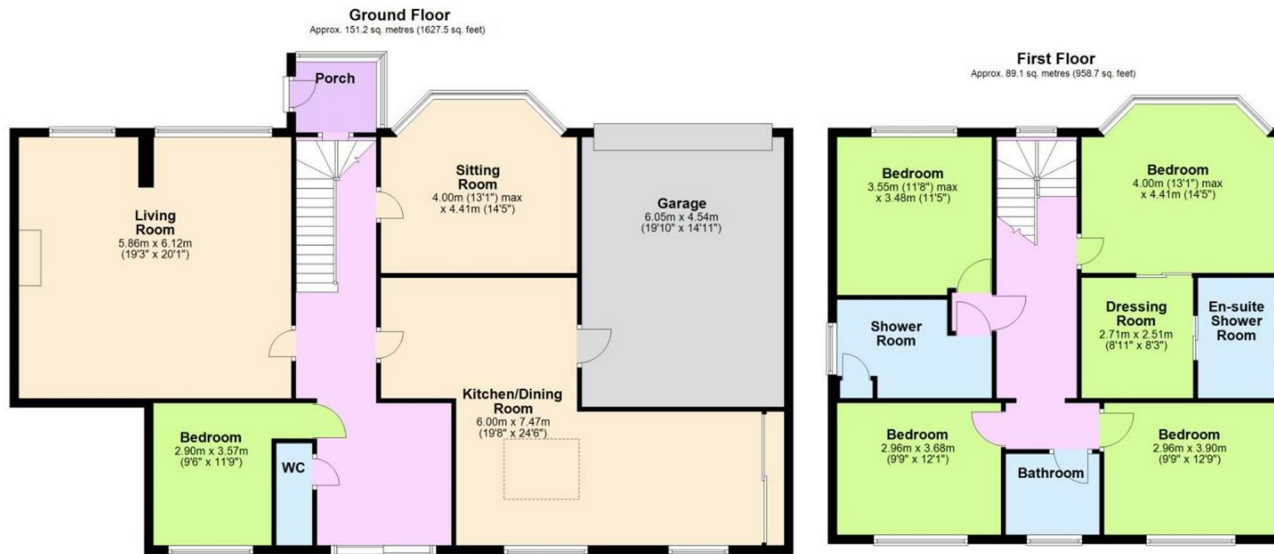 Ground Floor
Approx. 151.2 sq. metres (1627.5 sq. feet)
Porch
Sitting
Room
4.00m (13'1") max
x 4.41m (14'5")
Garage
6.05m x 4.54m
(19'10" x 14'11")
Living
Room
5.86m x 6.12m
(19'3" x 20'1")
Kitchen/Dining
Room
6.00m x 7.47m
(19'8" x 24'6")
Bedroom
2.90m x 3.57m
(9'6" x 11'9")
WC
First Floor
Approx. 89.1 sq. metres (958.7 sq. feet)
Bedroom
3.55m (11'8") max
x 3.48m (11'5")
Bedroom
4.00m (13'1") max
x 4.41m (14'5")
Shower
Room
Dressing
Room
2.71m x 2.51m
(8'11" x 8'3")
En-suite
Shower
Room
Bedroom
2.96m x 3.68m
(9'9" x 12'1")
Bathroom
Bedroom
2.96m x 3.90m
(9'9" x 12'9")